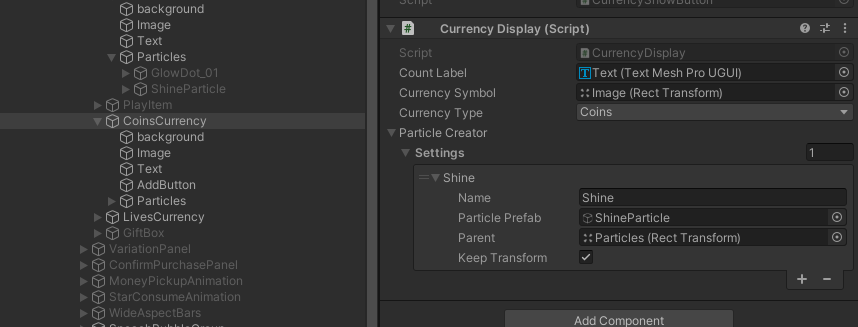 background
Image
Text
Particles
GlowDot_01
ShineParticle
PlayItem
CoinsCurrency
background
Image
Text
AddButton
Particles
LivesCurrency
GiftBox
VariationPanel
ConfirmPurchasePanel
MoneyPickupAnimation
StarConsumeAnimation
WideAspectBars
SpeechBubbleGroup
Script CurrencyShowButton
# Currency Display (Script)
Script # CurrencyDisplay
Count Label T Text (Text Mesh Pro UGUI)
Currency Symbol Image (Rect Transform)
Currency Type Coins
Particle Creator
Settings 1
Shine
Name Shine
Particle Prefab ShineParticle
Parent Particles (Rect Transform)
Keep Transform
+ −
Add Component